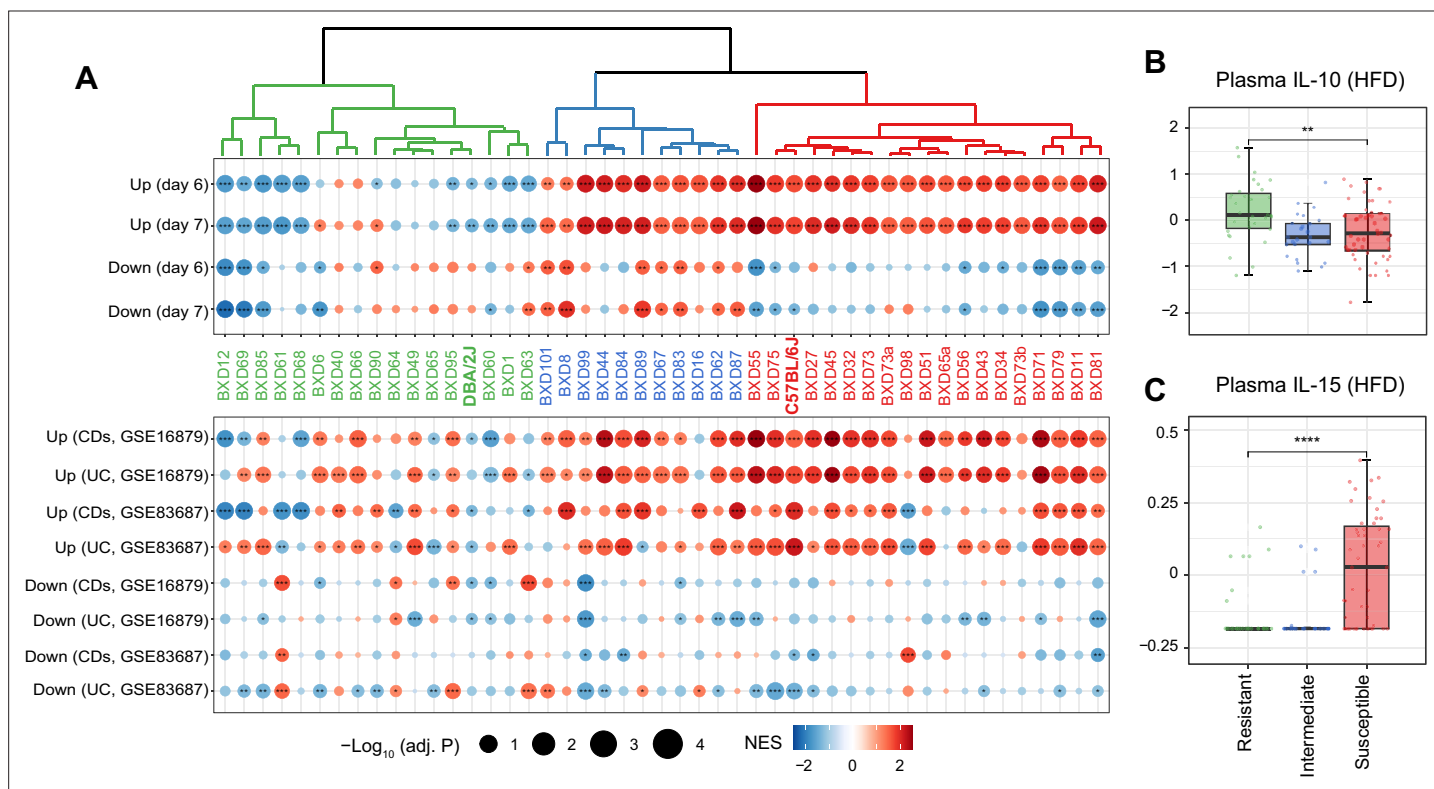 A
Up (day 6)
Up (day 7)
Down (day 6)
Down (day 7)
BXD12
BXD69
BXD85
BXD61
BXD68
BXD6
BXD40
BXD66
BXD90
BXD64
BXD49
BXD65
BXD95
DBA/2J
BXD60
BXD1
BXD63
BXD101
BXD8
BXD99
BXD44
BXD84
BXD89
BXD67
BXD83
BXD16
BXD62
BXD87
BXD55
BXD75
C57BL/6J
BXD27
BXD45
BXD32
BXD73
BXD73a
BXD98
BXD51
BXD65a
BXD56
BXD43
BXD34
BXD73b
BXD71
BXD79
BXD11
BXD81
Up (CDs, GSE16879)
Up (UC, GSE16879)
Up (CDs, GSE83687)
Up (UC, GSE83687)
Down (CDs, GSE16879)
Down (UC, GSE16879)
Down (CDs, GSE83687)
Down (UC, GSE83687)
−Log10 (adj. P) 1 2 3 4
NES −2 0 2
B
Plasma IL-10 (HFD)
**
2
1
0
−1
−2
C
Plasma IL-15 (HFD)
****
0.5
0.25
0
−0.25
Resistant
Intermediate
Susceptible